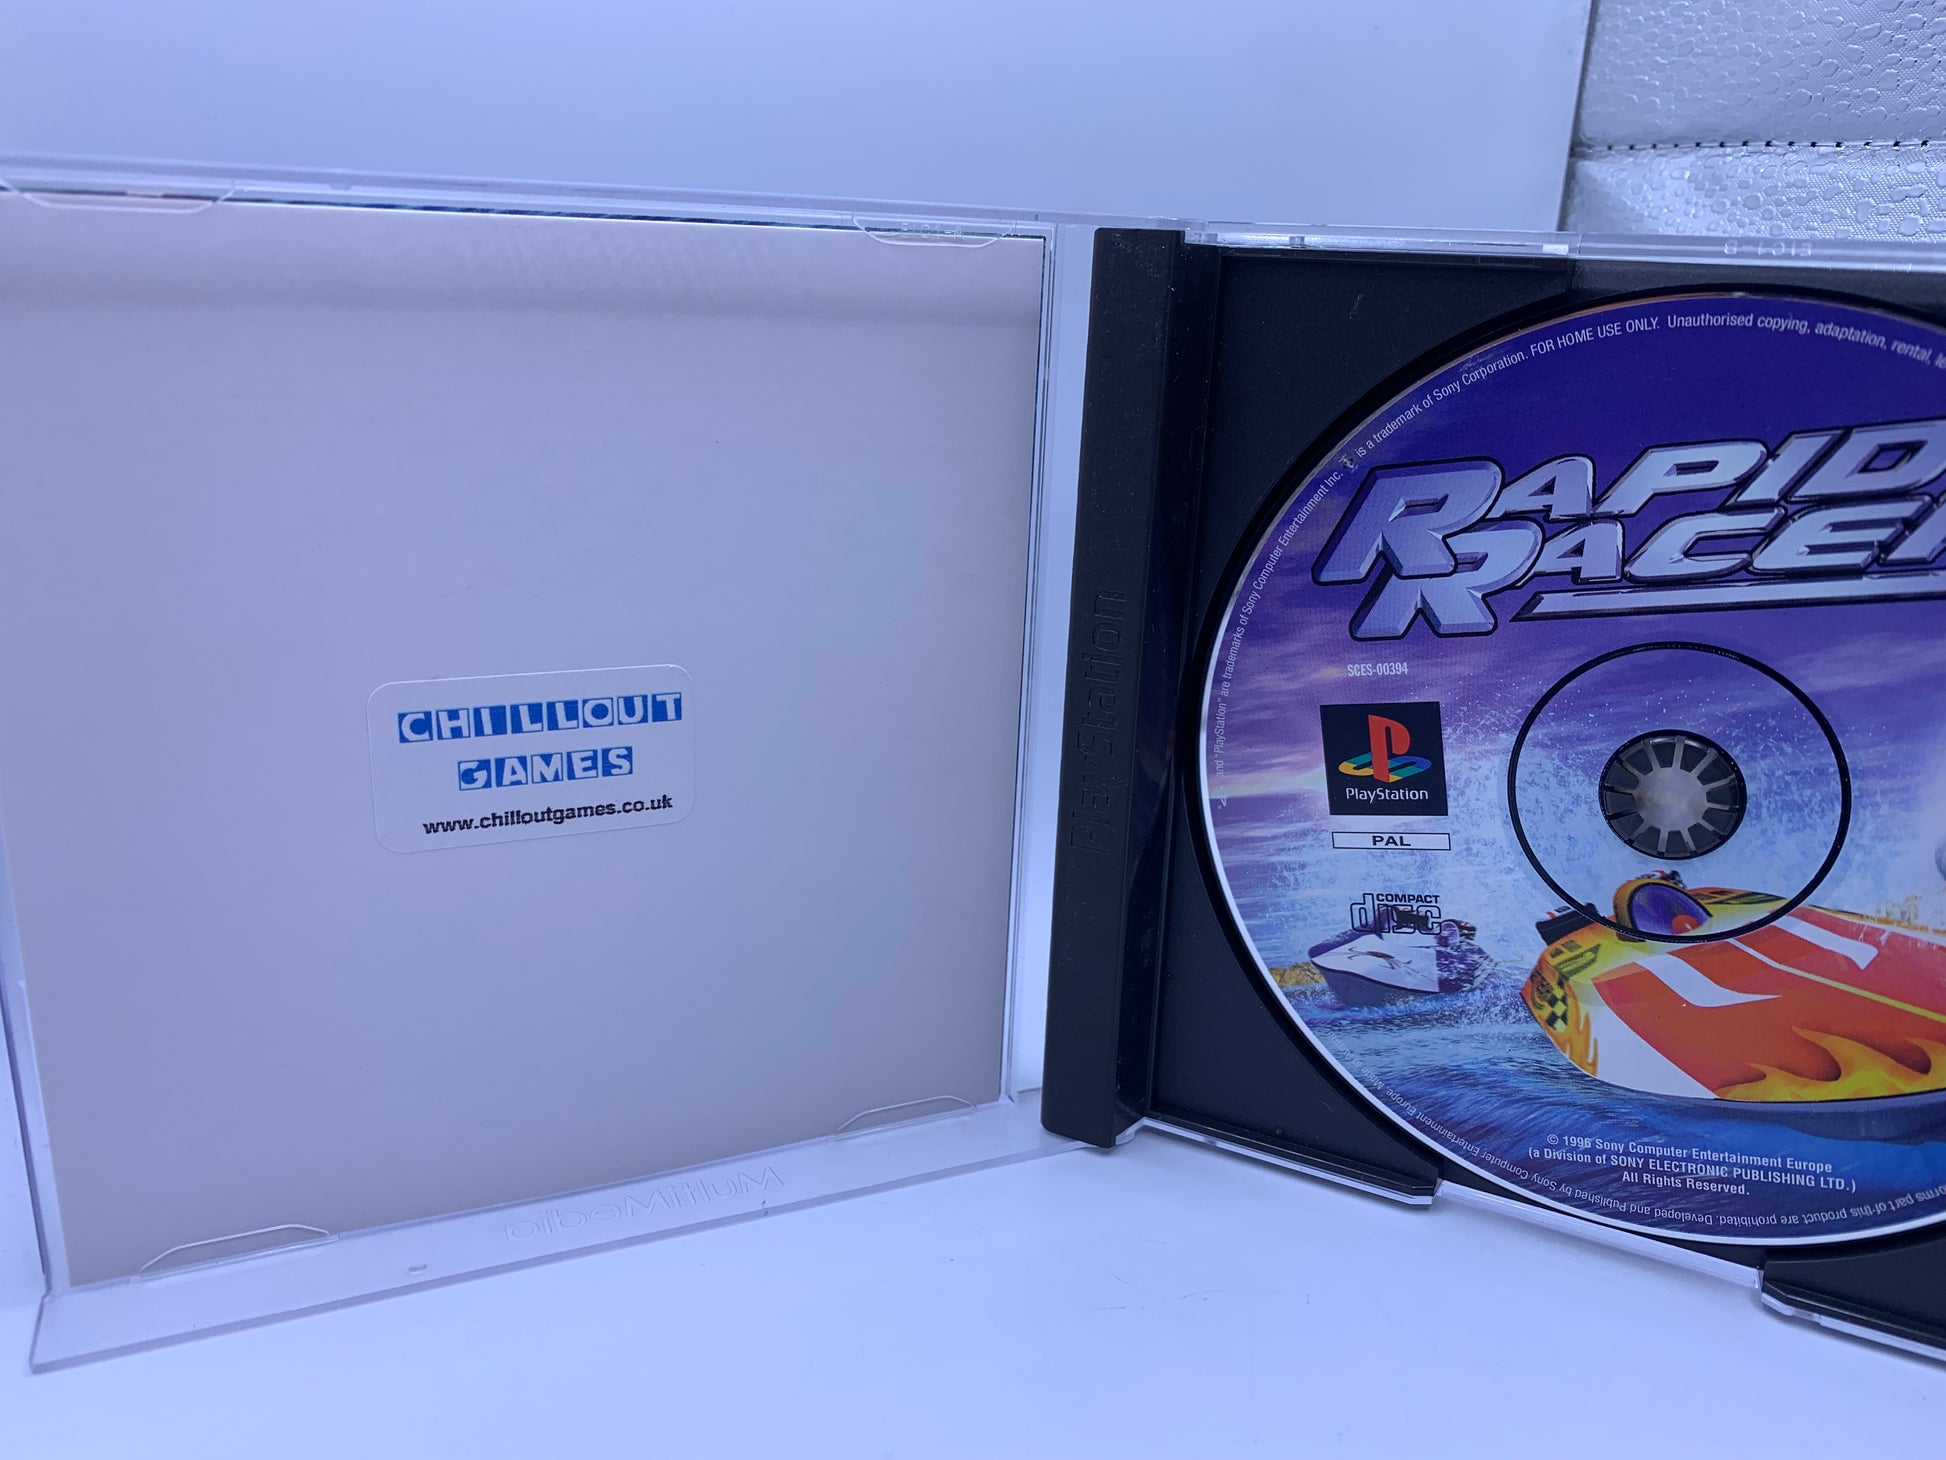 CHILLOUT
GAMES
www.chilloutgames.co.uk
MultiMedia
PlayStation
and "PlayStation" are trademarks of Sony Computer Entertainment Inc. is a trademark of Sony Corporation. FOR HOME USE ONLY. Unauthorised copying, adaptation, rental,
RAPID
RACER
SCES-00394
PlayStation
PAL
COMPACT
disc
© 1996 Sony Computer Entertainment Europe
(a Division of SONY ELECTRONIC PUBLISHING LTD.)
All Rights Reserved.
part of this product are prohibited. Developed and Published by Sony Computer Entertainment Europe.